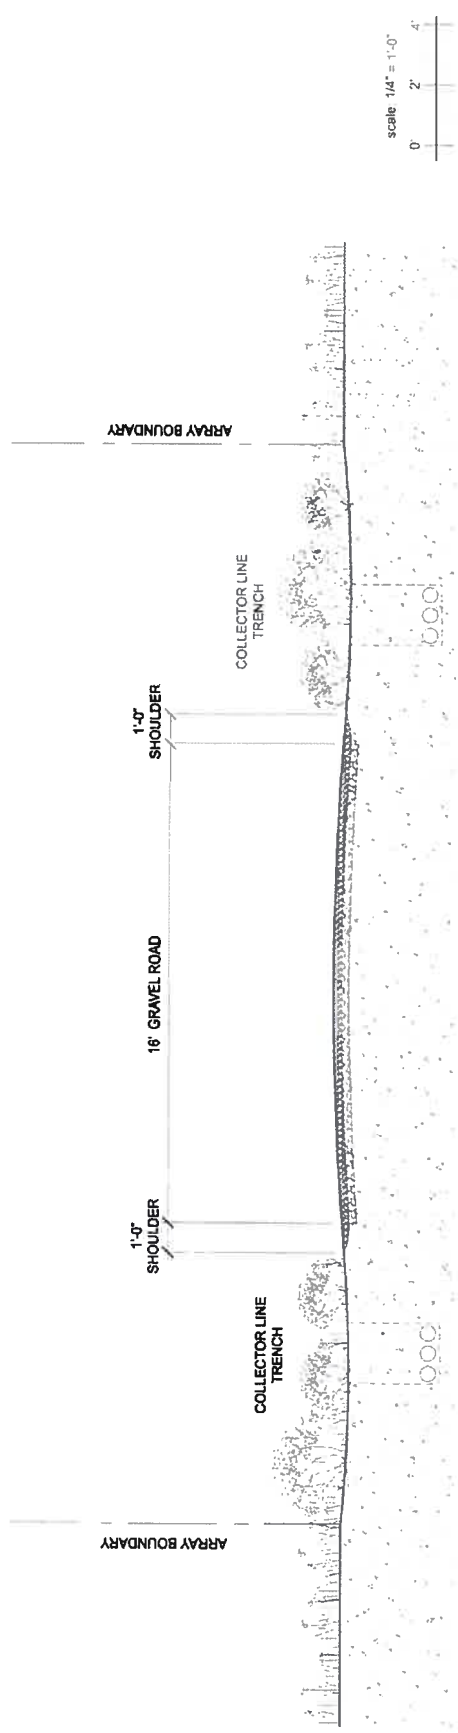 ARRAY BOUNDARY
COLLECTOR LINE
TRENCH
1'-0"
SHOULDER
16' GRAVEL ROAD
1'-0"
SHOULDER
COLLECTOR LINE
TRENCH
ARRAY BOUNDARY
scale: 1/4" = 1'-0"
0' 2' 4'